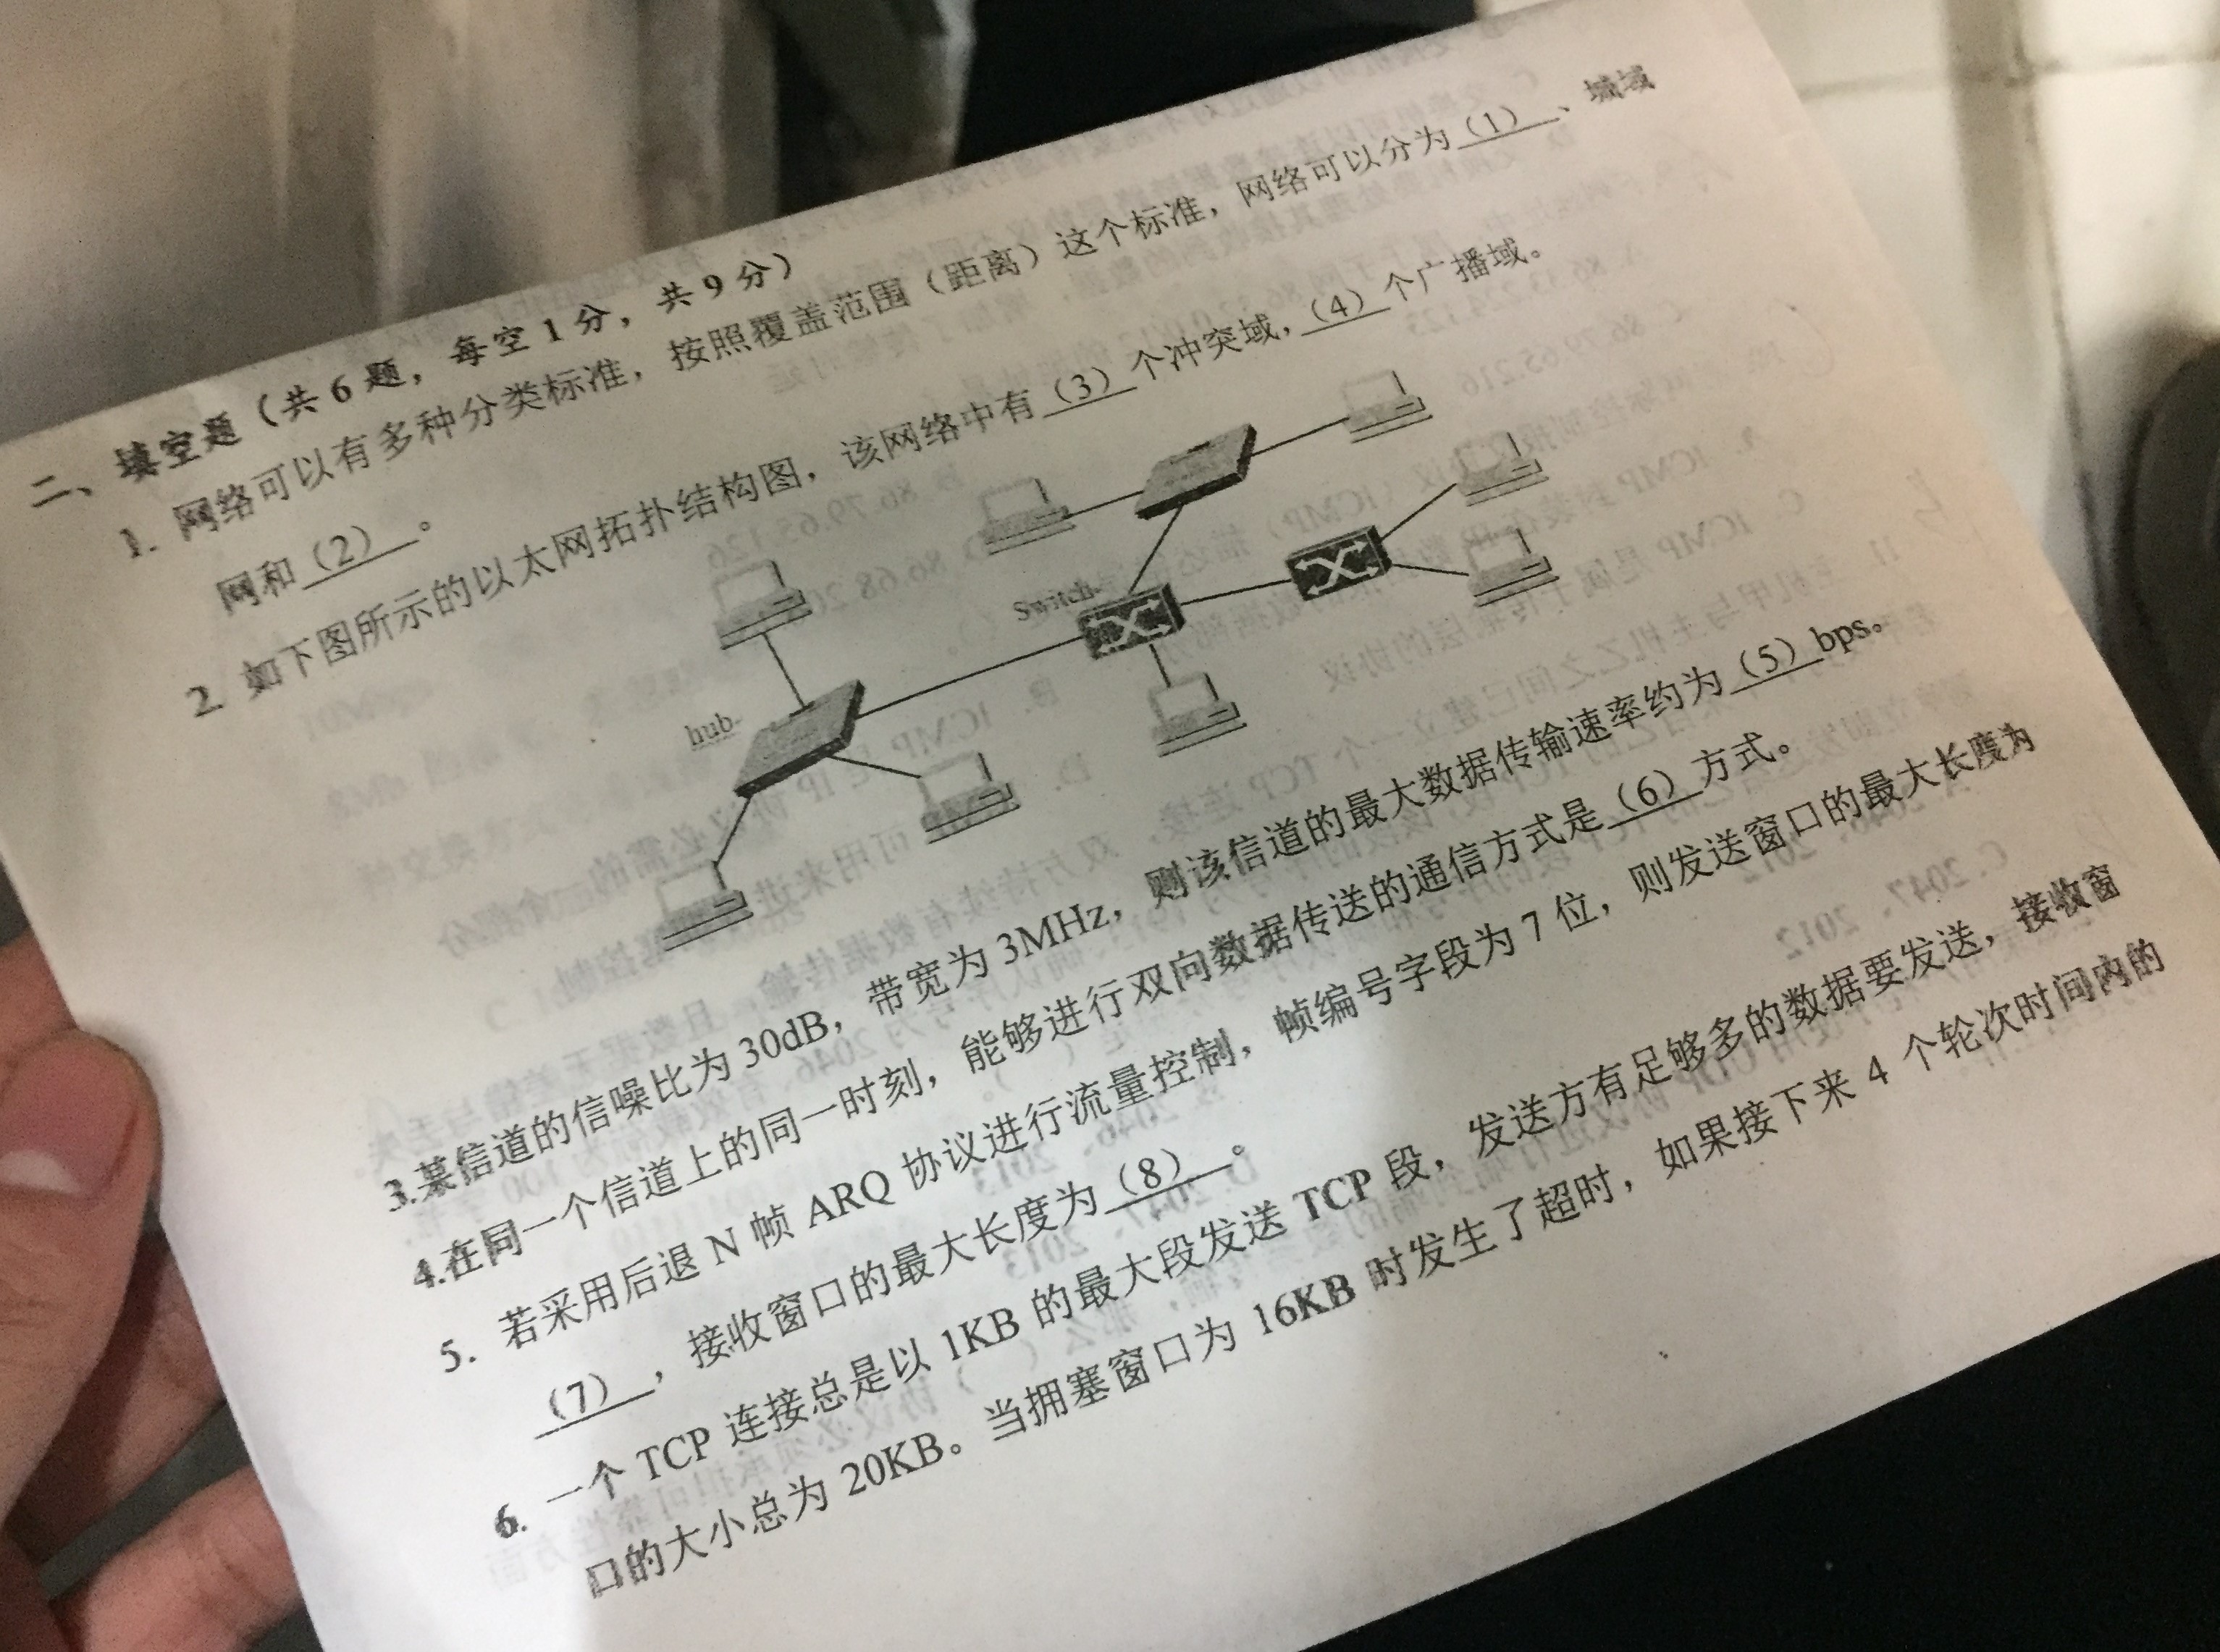 二、填空题（共 6 题，每空 1 分，共 9 分）
1. 网络可以有多种分类标准，按照覆盖范围（距离）这个标准，网络可以分为（1）、城域
网和（2）。
2. 如下图所示的以太网拓扑结构图，该网络中有（3）个冲突域，（4）个广播域。
Switch
hub
3.某信道的信噪比为 30dB，带宽为 3MHz，则该信道的最大数据传输速率约为（5）bps。
4.在同一个信道上的同一时刻，能够进行双向数据传送的通信方式是（6）方式。
5. 若采用后退 N 帧 ARQ 协议进行流量控制，帧编号字段为 7 位，则发送窗口的最大长度为
（7），接收窗口的最大长度为（8）。
6. 一个 TCP 连接总是以 1KB 的最大段发送 TCP 段，发送方有足够多的数据要发送，接收窗
口的大小总为 20KB。当拥塞窗口为 16KB 时发生了超时，如果接下来 4 个轮次时间内的